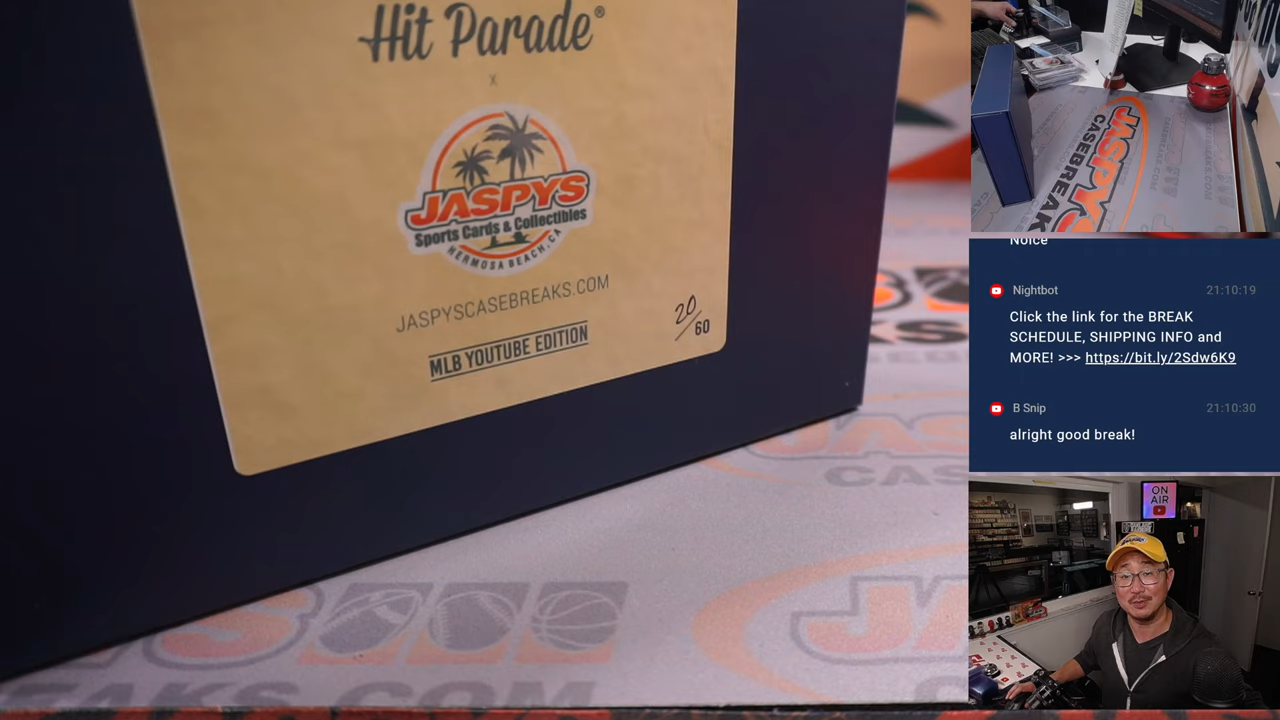 Hit Parade®
x
JASPYS
Sports Cards & Collectibles
HERMOSA BEACH, CA
JASPYSCASEBREAKS.COM
MLB YOUTUBE EDITION
20/60
JASPYS
CASEBREAK
Noice
Nightbot 21:10:19
Click the link for the BREAK
SCHEDULE, SHIPPING INFO and
MORE! >>> https://bit.ly/2Sdw6K9
B Snip 21:10:30
alright good break!
ON
AIR